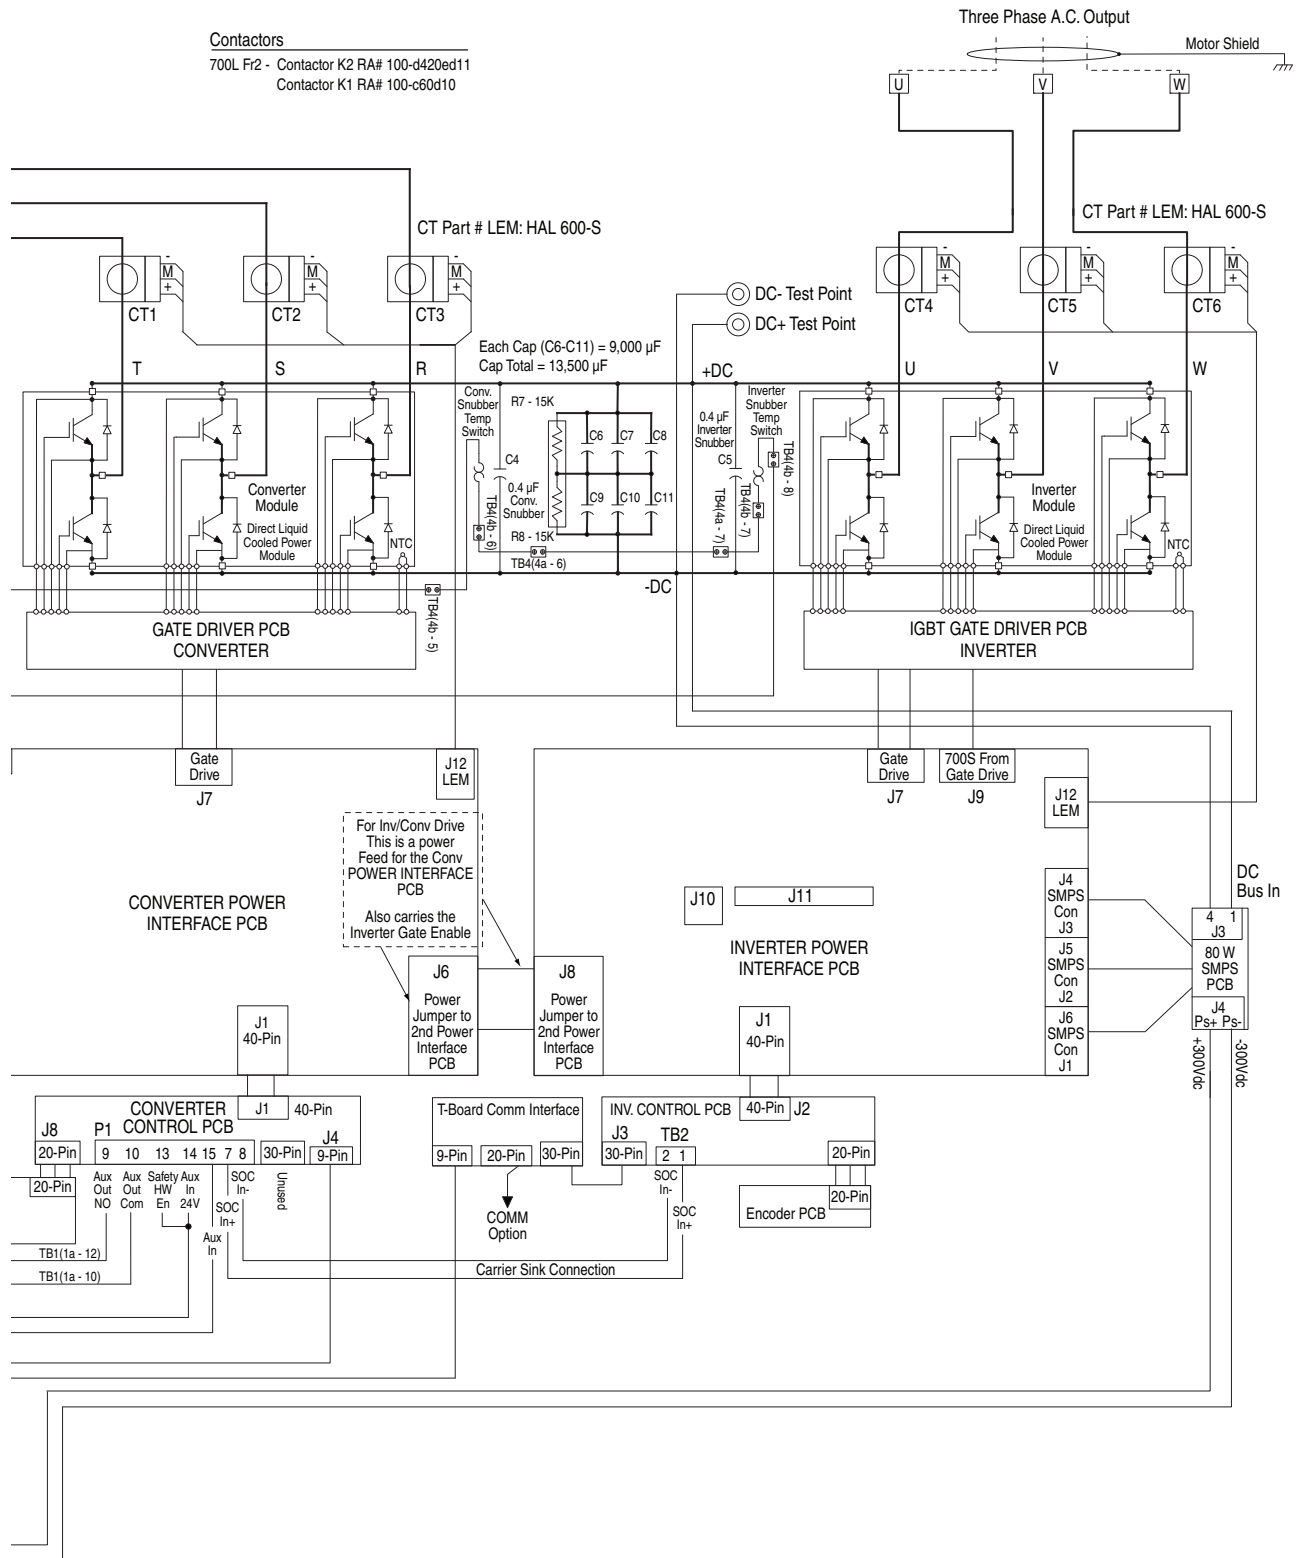 Three Phase A.C. Output
Contactors
700L Fr2 - Contactor K2 RA# 100-d420ed11
Contactor K1 RA# 100-c60d10
Motor Shield
U
V
W
CT Part # LEM: HAL 600-S
CT Part # LEM: HAL 600-S
-
M
+
CT1
-
M
+
CT2
-
M
+
CT3
-
M
+
CT4
-
M
+
CT5
-
M
+
CT6
DC- Test Point
DC+ Test Point
Each Cap (C6-C11) = 9,000 µF
Cap Total = 13,500 µF
T
S
R
+DC
U
V
W
Conv.
Snubber
Temp
Switch
R7 - 15K
C6
C7
C8
C4
0.4 µF
Conv.
Snubber
C9
C10
C11
R8 - 15K
TB4(4b - 6)
TB4(4a - 6)
0.4 µF
Inverter
Snubber
C5
Inverter
Snubber
Temp
Switch
TB4(4b - 8)
TB4(4b - 7)
TB4(4a - 7)
Converter
Module
Direct Liquid
Cooled Power
Module
NTC
Inverter
Module
Direct Liquid
Cooled Power
Module
NTC
-DC
TB4(4b - 5)
GATE DRIVER PCB
CONVERTER
IGBT GATE DRIVER PCB
INVERTER
Gate
Drive
J7
J12
LEM
Gate
Drive
J7
700S From
Gate Drive
J9
J12
LEM
For Inv/Conv Drive
This is a power
Feed for the Conv
POWER INTERFACE
PCB
Also carries the
Inverter Gate Enable
CONVERTER POWER
INTERFACE PCB
J10
J11
INVERTER POWER
INTERFACE PCB
J4
SMPS
Con
J3
J5
SMPS
Con
J2
J6
SMPS
Con
J1
DC
Bus In
4 1
J3
80 W
SMPS
PCB
J4
Ps+ Ps-
+300Vdc
-300Vdc
J6
Power
Jumper to
2nd Power
Interface
PCB
J8
Power
Jumper to
2nd Power
Interface
PCB
J1
40-Pin
J1
40-Pin
CONVERTER
CONTROL PCB
J1
40-Pin
J8
20-Pin
20-Pin
P1
9 10 13 14 15 7 8
30-Pin
J4
9-Pin
Aux
Out
NO
Aux
Out
Com
Safety
HW
En
Aux
In
24V
Aux
In
SOC
In+
SOC
In-
Unused
T-Board Comm Interface
9-Pin
20-Pin
30-Pin
COMM
Option
INV. CONTROL PCB
40-Pin
J2
J3
30-Pin
TB2
2 1
SOC
In-
SOC
In+
20-Pin
20-Pin
Encoder PCB
TB1(1a - 12)
TB1(1a - 10)
Carrier Sink Connection